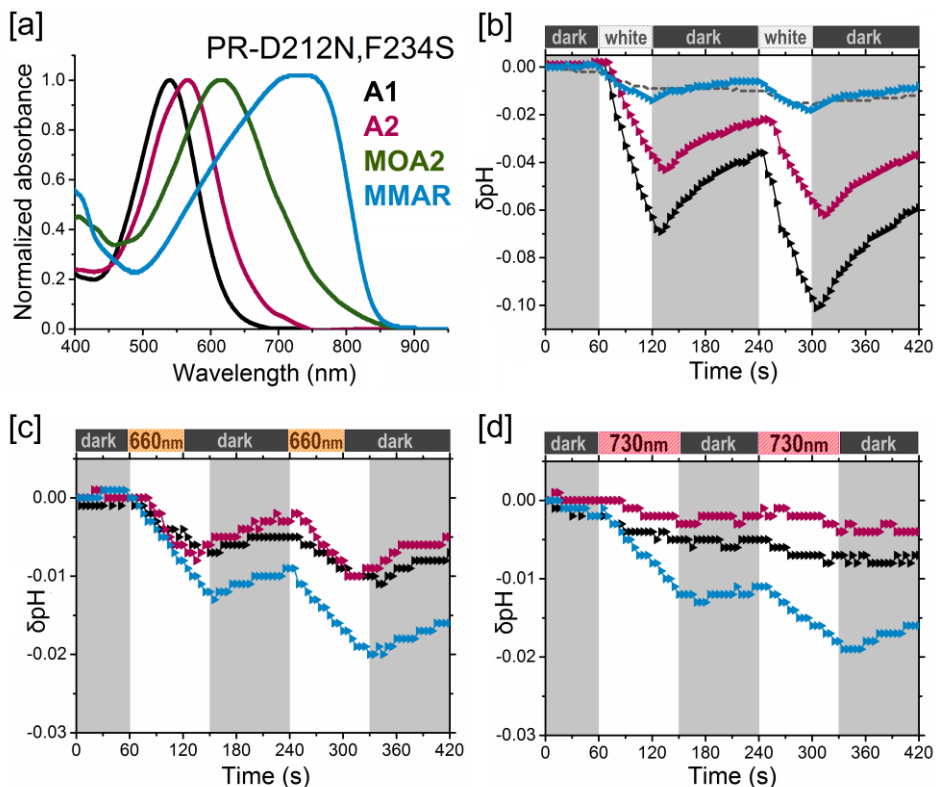 [a]
PR-D212N,F234S
A1
A2
MOA2
MMAR
Normalized absorbance
1.0
0.8
0.6
0.4
0.2
0.0
400 500 600 700 800 900
Wavelength (nm)
[b]
dark white dark white dark
δpH
0.00
-0.02
-0.04
-0.06
-0.08
-0.10
0 60 120 180 240 300 360 420
Time (s)
[c]
dark 660nm dark 660nm dark
δpH
0.00
-0.01
-0.02
-0.03
0 60 120 180 240 300 360 420
Time (s)
[d]
dark 730nm dark 730nm dark
δpH
0.00
-0.01
-0.02
-0.03
0 60 120 180 240 300 360 420
Time (s)